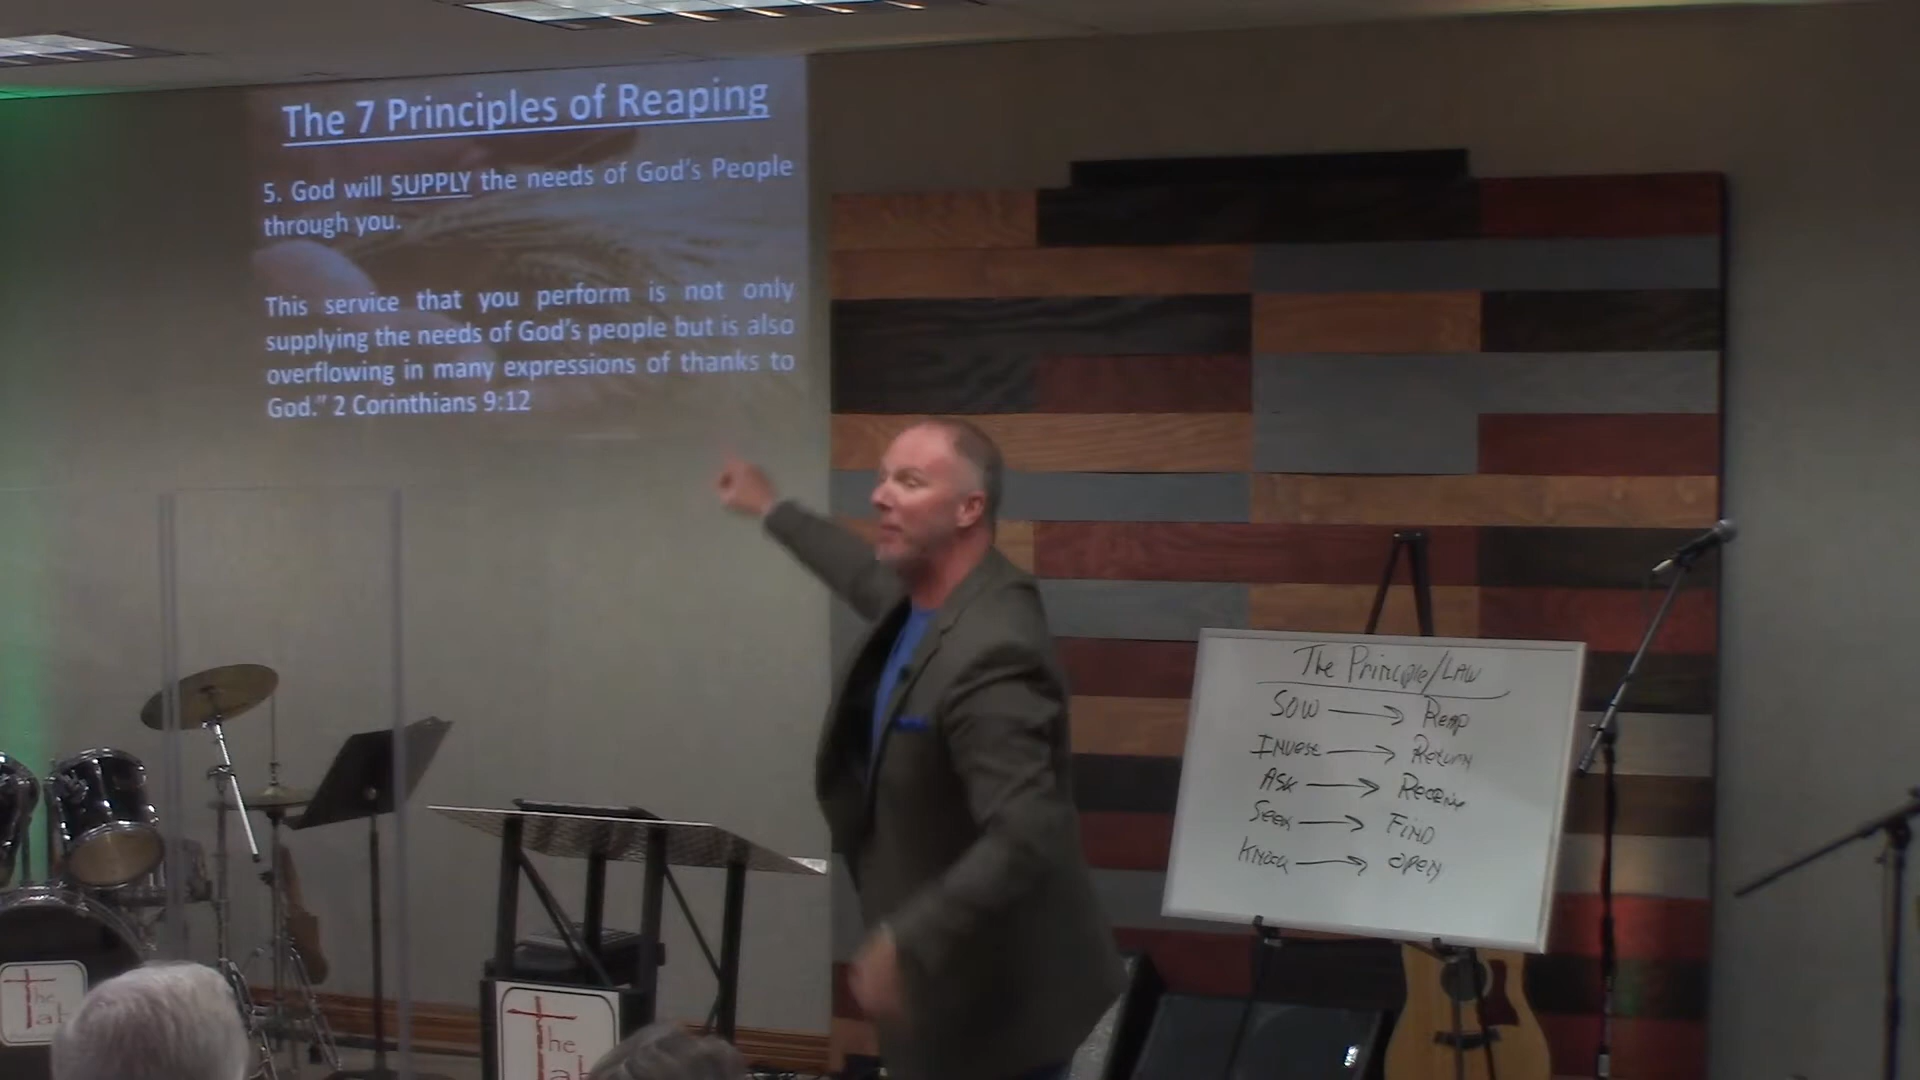 The 7 Principles of Reaping
5. God will SUPPLY the needs of God's People
through you.
This service that you perform is not only
supplying the needs of God's people but is also
overflowing in many expressions of thanks to
God." 2 Corinthians 9:12
The Principle/LAW
SOW → Reap
Invest → Return
Ask → Receive
Seek → FIND
Knock → open
The
The